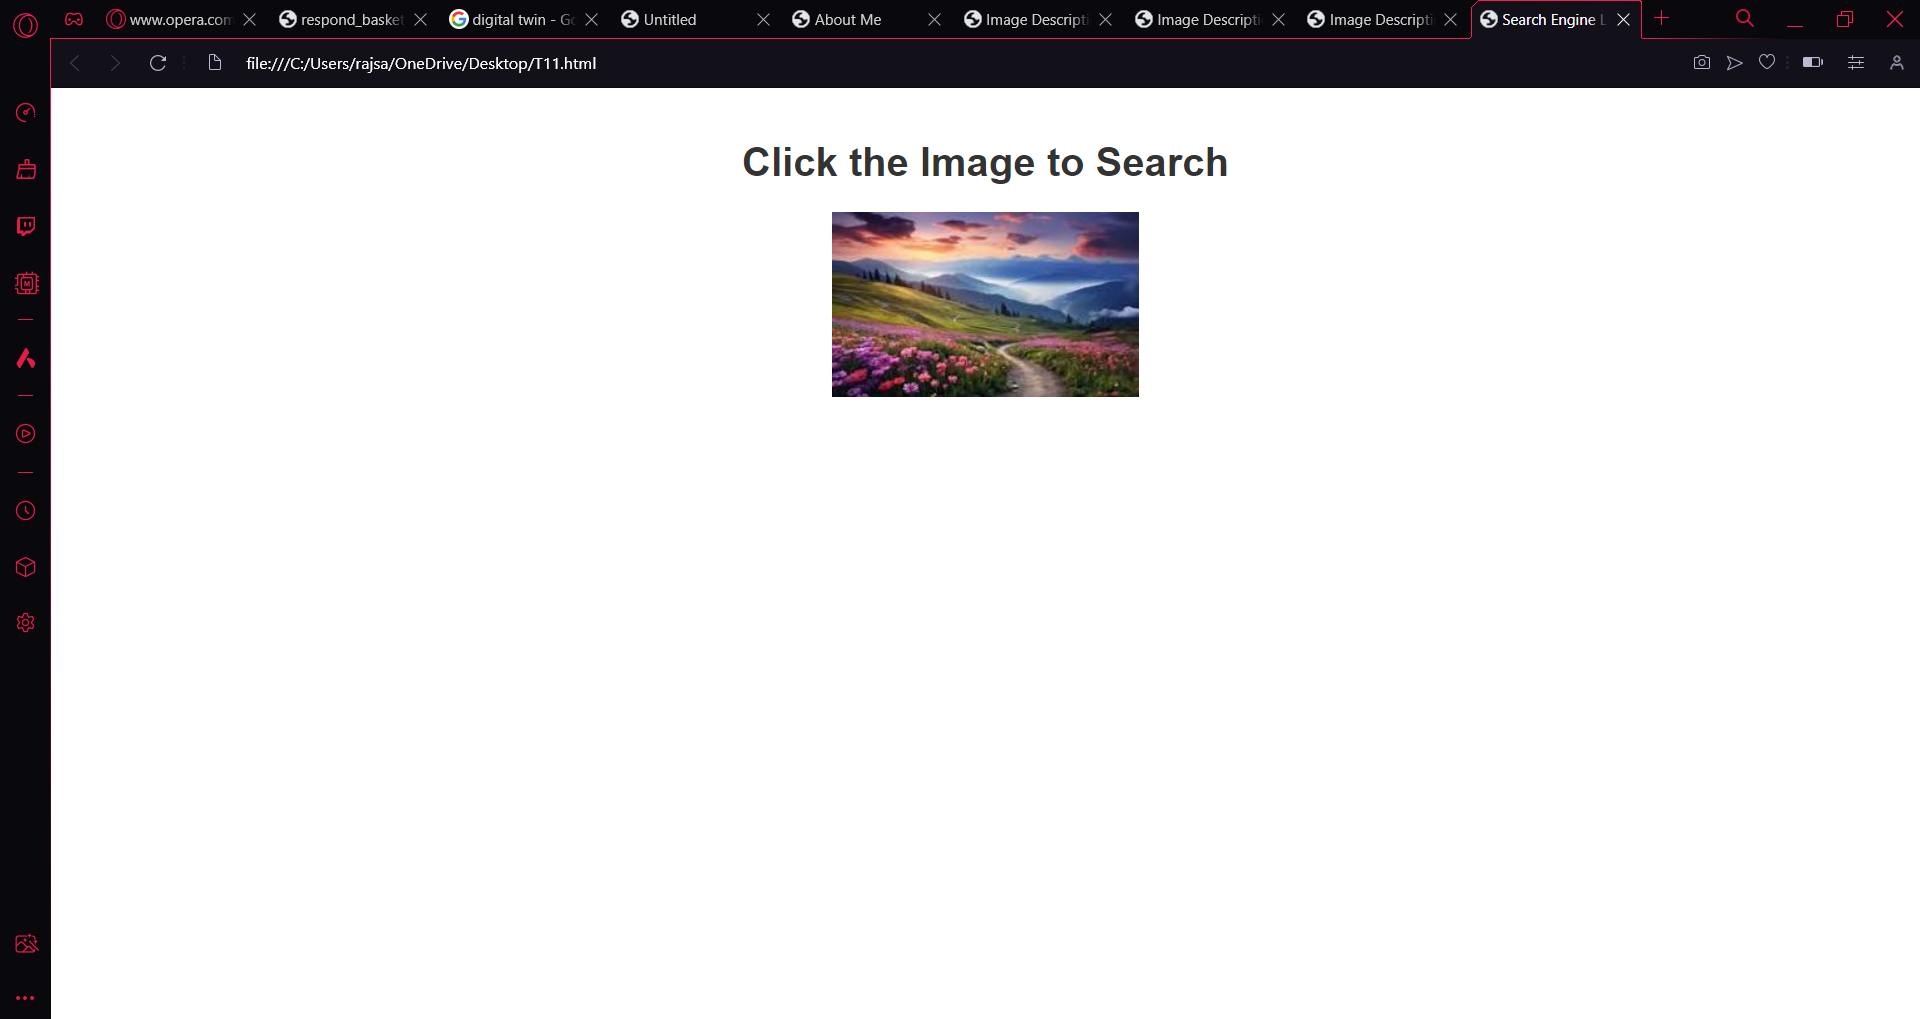 www.opera.com
respond_basket
digital twin - Go
Untitled
About Me
Image Descripti
Image Descripti
Image Descripti
Search Engine L
file:///C:/Users/rajsa/OneDrive/Desktop/T11.html
Click the Image to Search